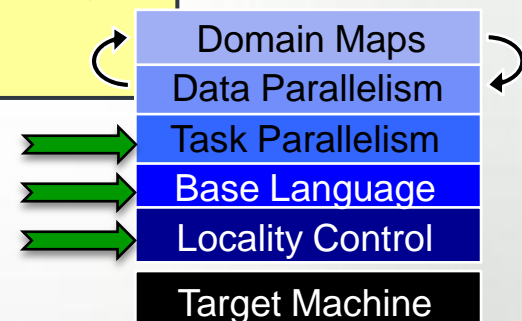 Domain Maps
Data Parallelism
Task Parallelism
Base Language
Locality Control
Target Machine